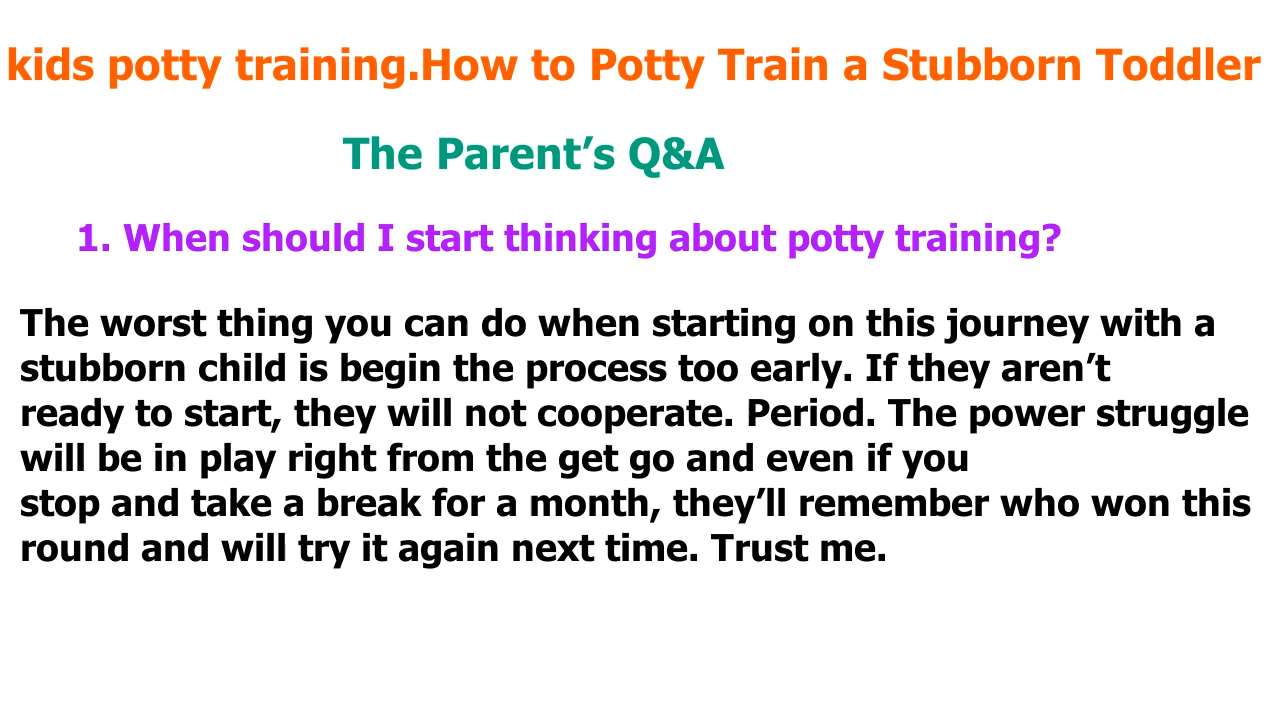 kids potty training.How to Potty Train a Stubborn Toddler
The Parent’s Q&A
1. When should I start thinking about potty training?
The worst thing you can do when starting on this journey with a
stubborn child is begin the process too early. If they aren’t
ready to start, they will not cooperate. Period. The power struggle
will be in play right from the get go and even if you
stop and take a break for a month, they’ll remember who won this
round and will try it again next time. Trust me.